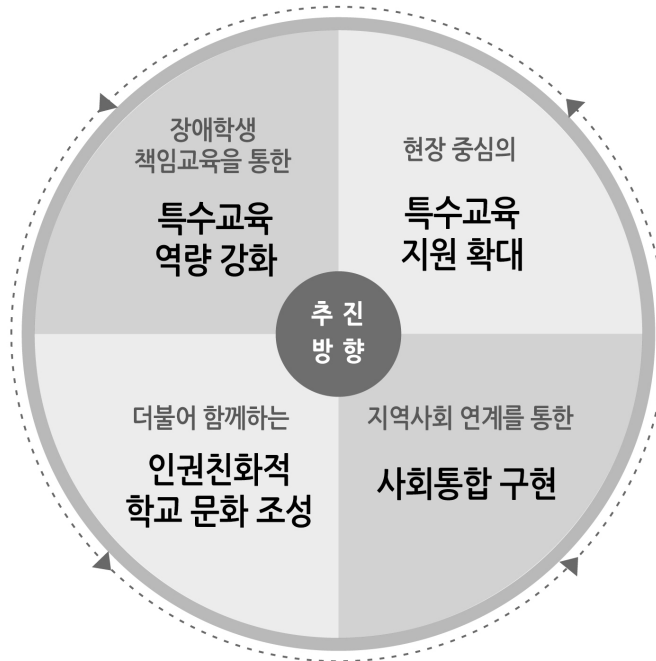 장애학생
책임교육을 통한
특수교육
역량 강화
현장 중심의
특수교육
지원 확대
추 진
방 향
더불어 함께하는
인권친화적
학교 문화 조성
지역사회 연계를 통한
사회통합 구현